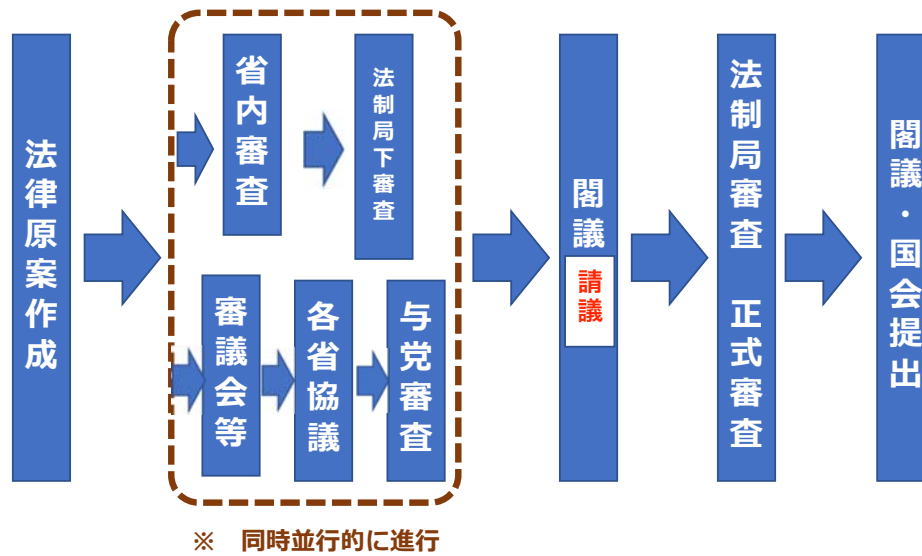 法律原案作成
省内審査
法制局下審査
審議会等
各省協議
与党審査
閣議
請議
法制局審査　正式審査
閣議・国会提出
※　同時並行的に進行